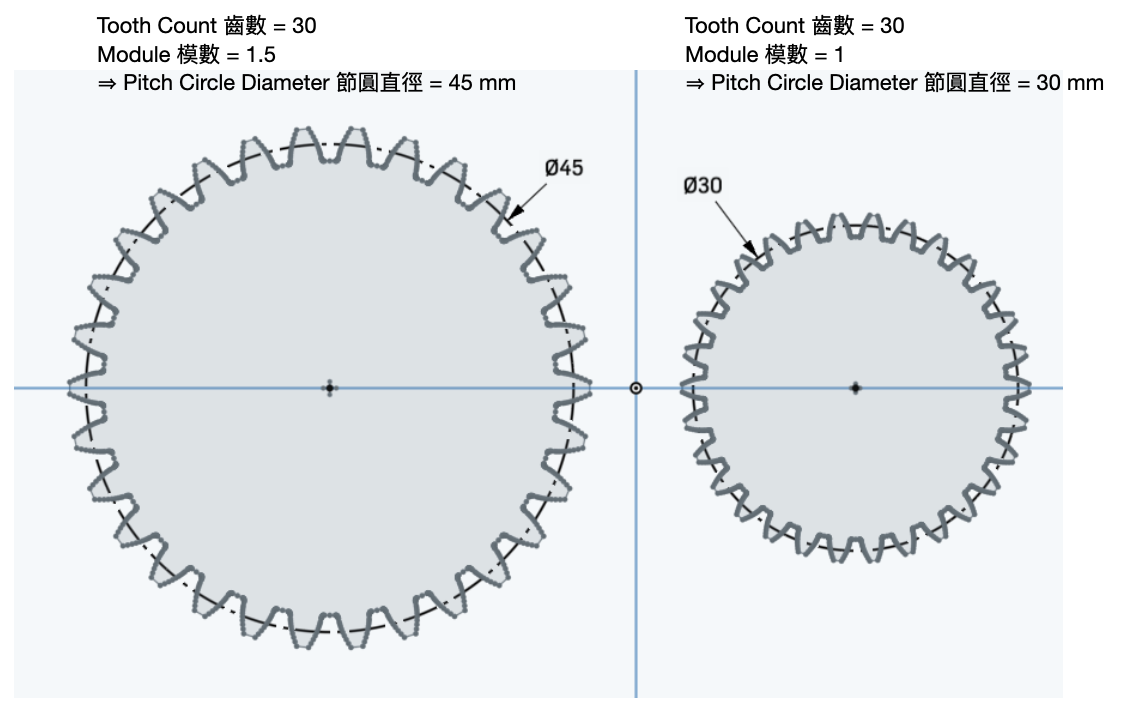 Tooth Count 齒數 = 30
Module 模數 = 1.5
⇒ Pitch Circle Diameter 節圓直徑 = 45 mm
Tooth Count 齒數 = 30
Module 模數 = 1
⇒ Pitch Circle Diameter 節圓直徑 = 30 mm
Ø45
Ø30